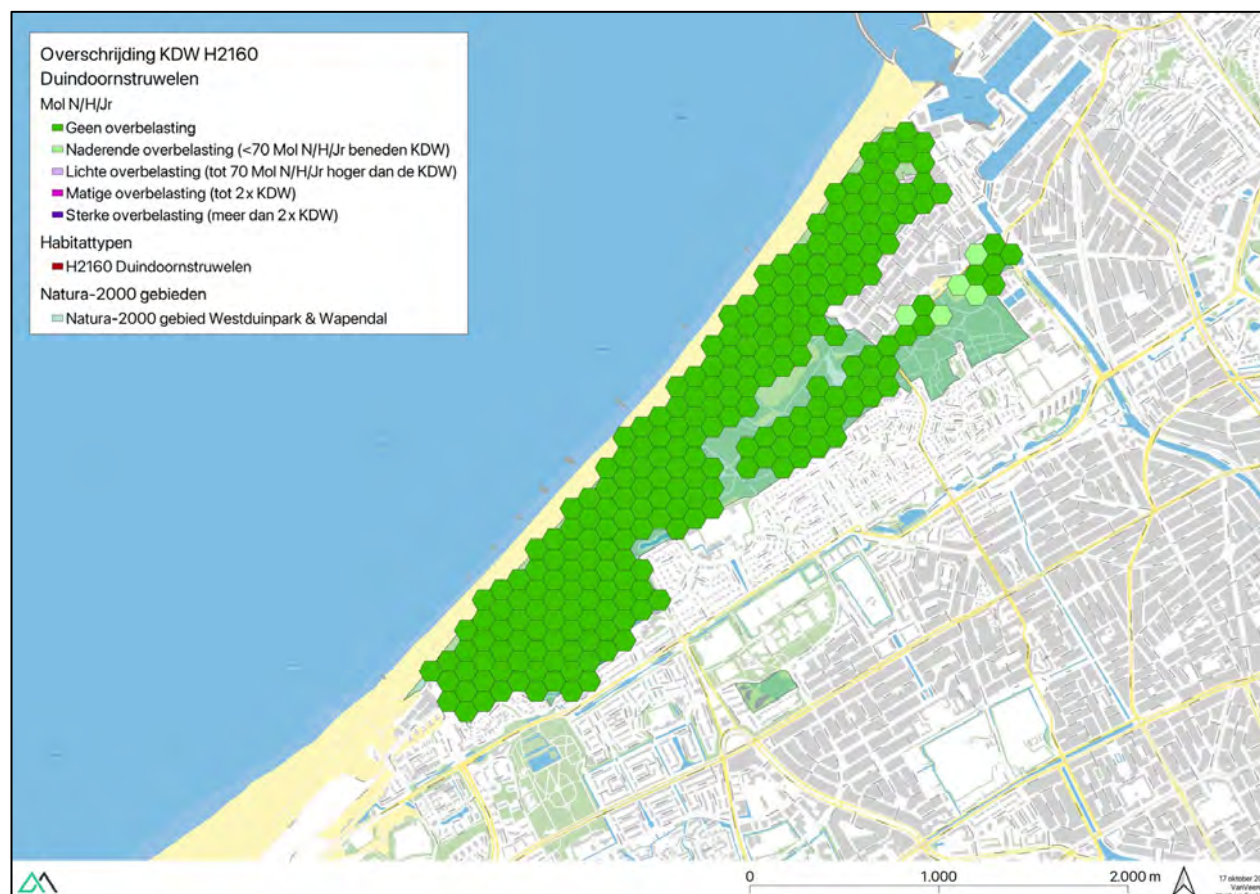 Overschrijding KDW H2160
Duindoornstruwelen
Mol N/H/Jr
Geen overbelasting
Naderende overbelasting (<70 Mol N/H/Jr beneden KDW)
Lichte overbelasting (tot 70 Mol N/H/Jr hoger dan de KDW)
Matige overbelasting (tot 2 x KDW)
Sterke overbelasting (meer dan 2 x KDW)
Habitattypen
H2160 Duindoornstruwelen
Natura-2000 gebieden
Natura-2000 gebied Westduinpark & Wapendal
0 1.000 2.000 m
17 oktober